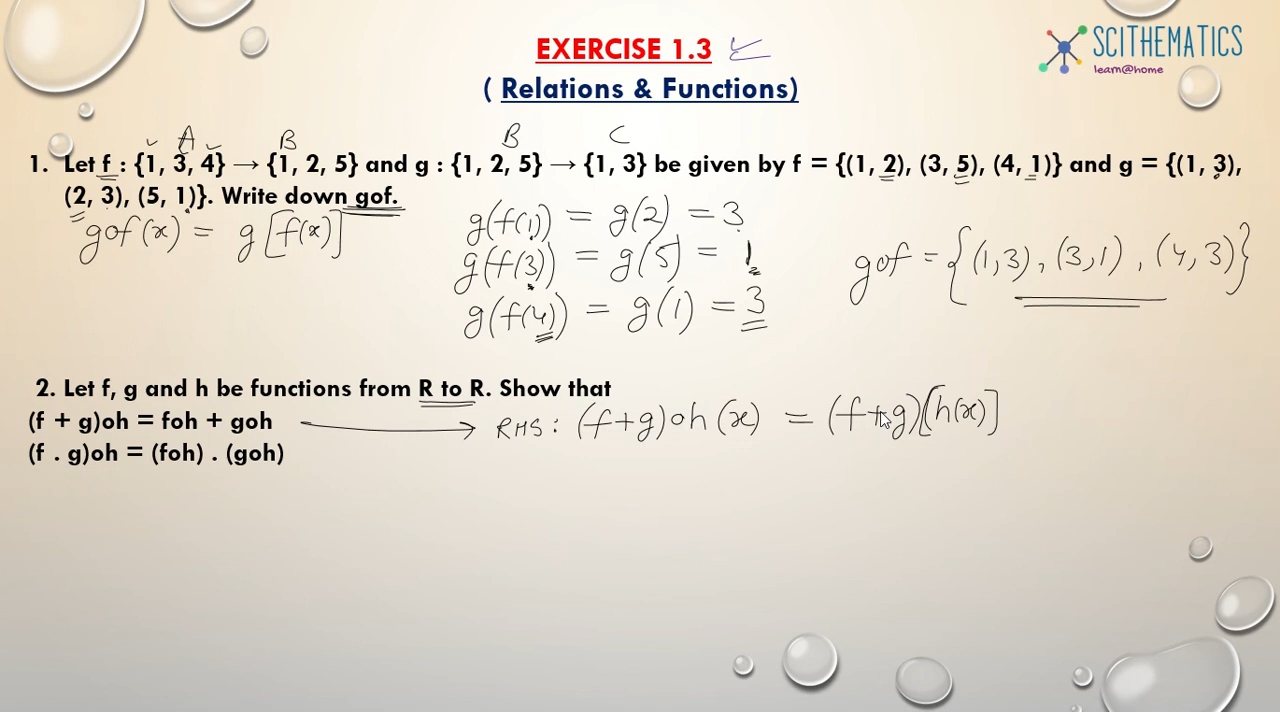 EXERCISE 1.3
( Relations & Functions)
SCITHEMATICS
learn@home
A B B C
1. Let f : {1, 3, 4} → {1, 2, 5} and g : {1, 2, 5} → {1, 3} be given by f = {(1, 2), (3, 5), (4, 1)} and g = {(1, 3),
(2, 3), (5, 1)}. Write down gof.
gof(x) = g[f(x)]
g(f(1)) = g(2) = 3
g(f(3)) = g(5) = 1
g(f(4)) = g(1) = 3
gof = {(1,3), (3,1), (4,3)}
2. Let f, g and h be functions from R to R. Show that
(f + g)oh = foh + goh
RHS : (f+g)oh(x) = (f+g)[h(x)]
(f . g)oh = (foh) . (goh)